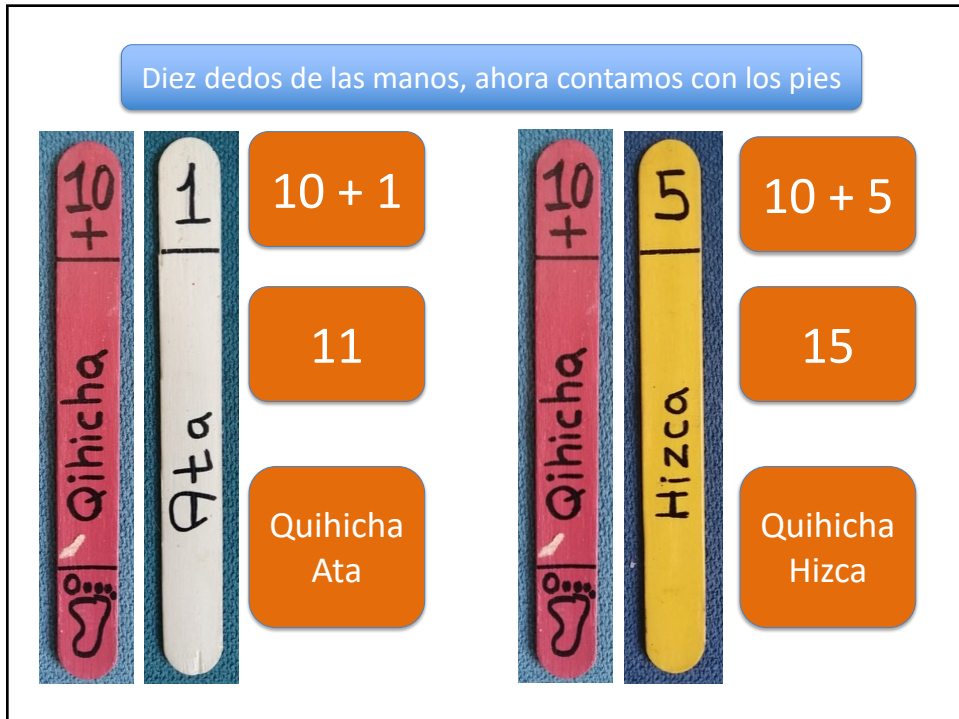 Diez dedos de las manos, ahora contamos con los pies
10 +
Qihicha
1
Ata
10 + 1
11
Quihicha
Ata
10 +
Qihicha
5
Hizca
10 + 5
15
Quihicha
Hizca